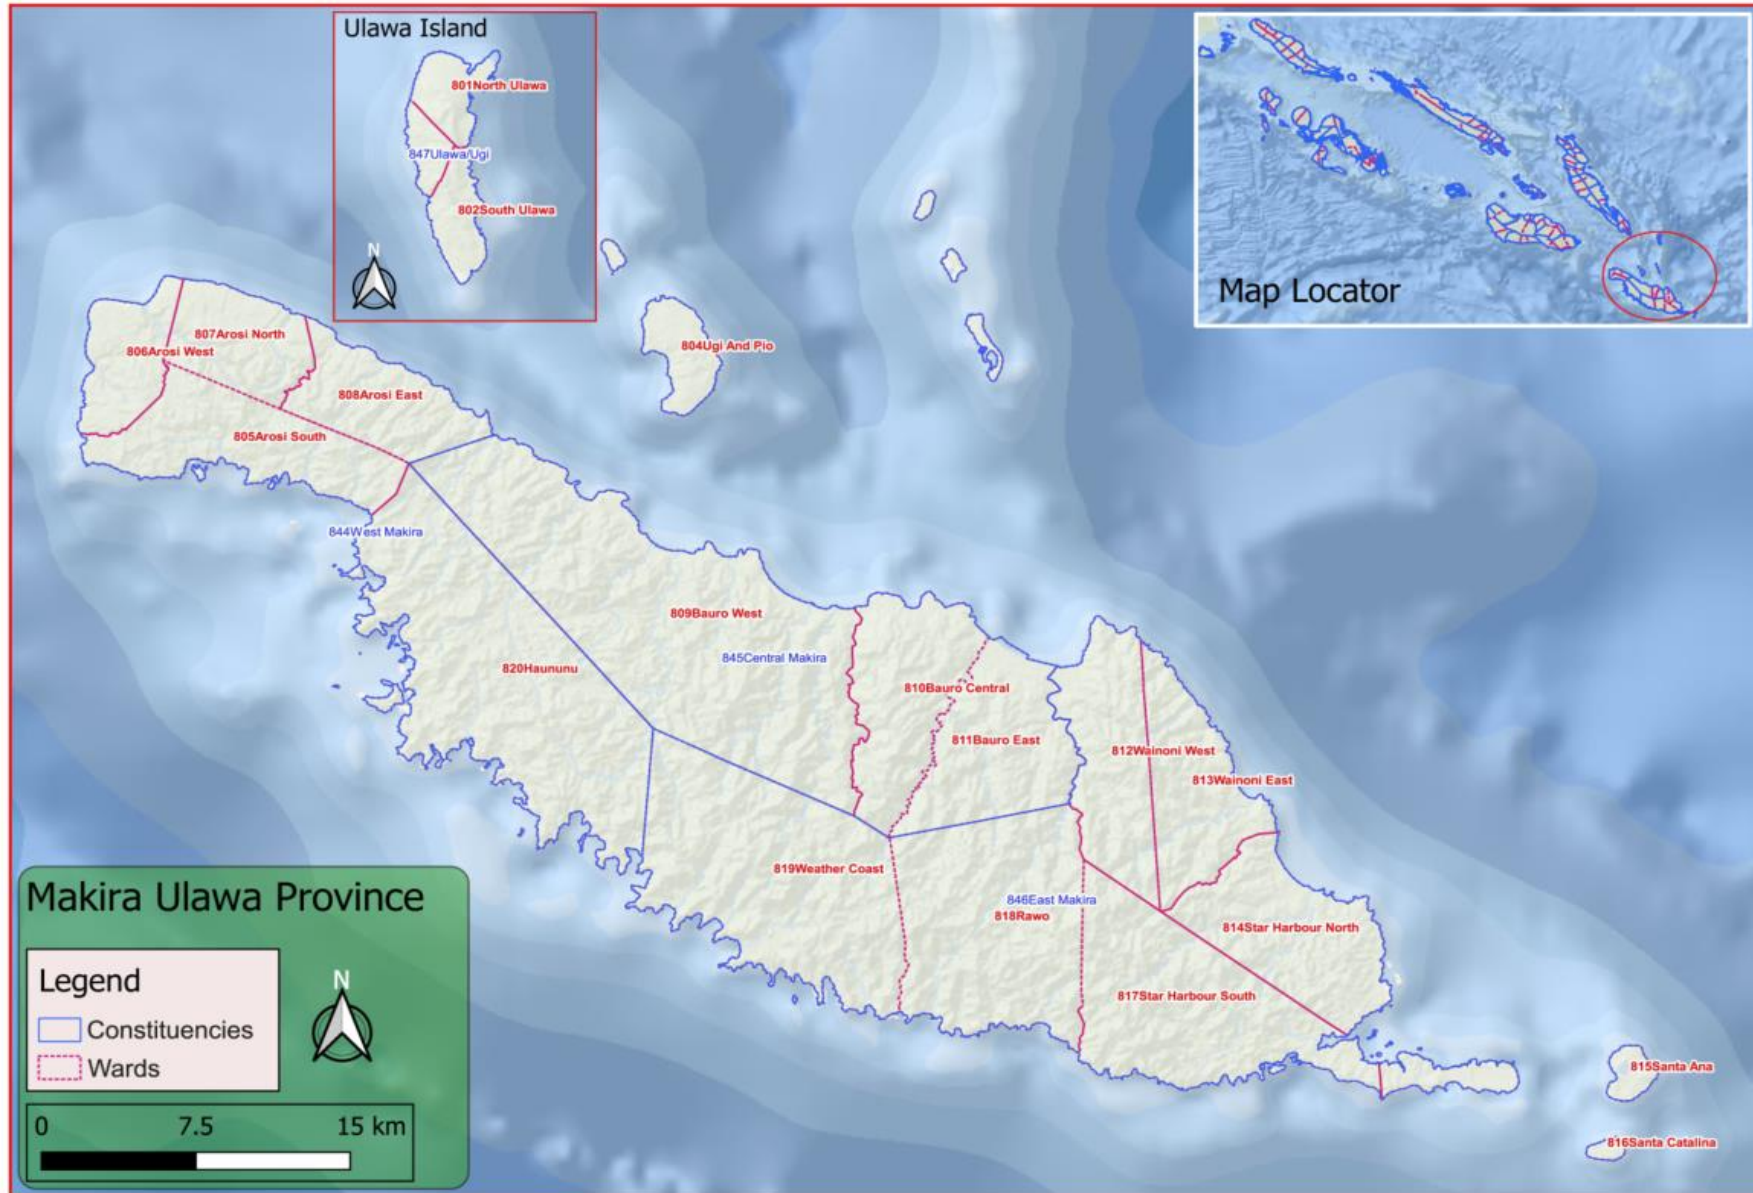 Ulawa Island
801North Ulawa
847Ulawa/Ugi
802South Ulawa
N
Map Locator
807Arosi North
806Arosi West
804Ugi And Pio
808Arosi East
805Arosi South
844West Makira
809Bauro West
845Central Makira
820Haununu
810Bauro Central
811Bauro East
812Wainoni West
813Wainoni East
819Weather Coast
846East Makira
818Rawo
814Star Harbour North
817Star Harbour South
815Santa Ana
816Santa Catalina
Makira Ulawa Province
Legend
Constituencies
Wards
N
0 7.5 15 km